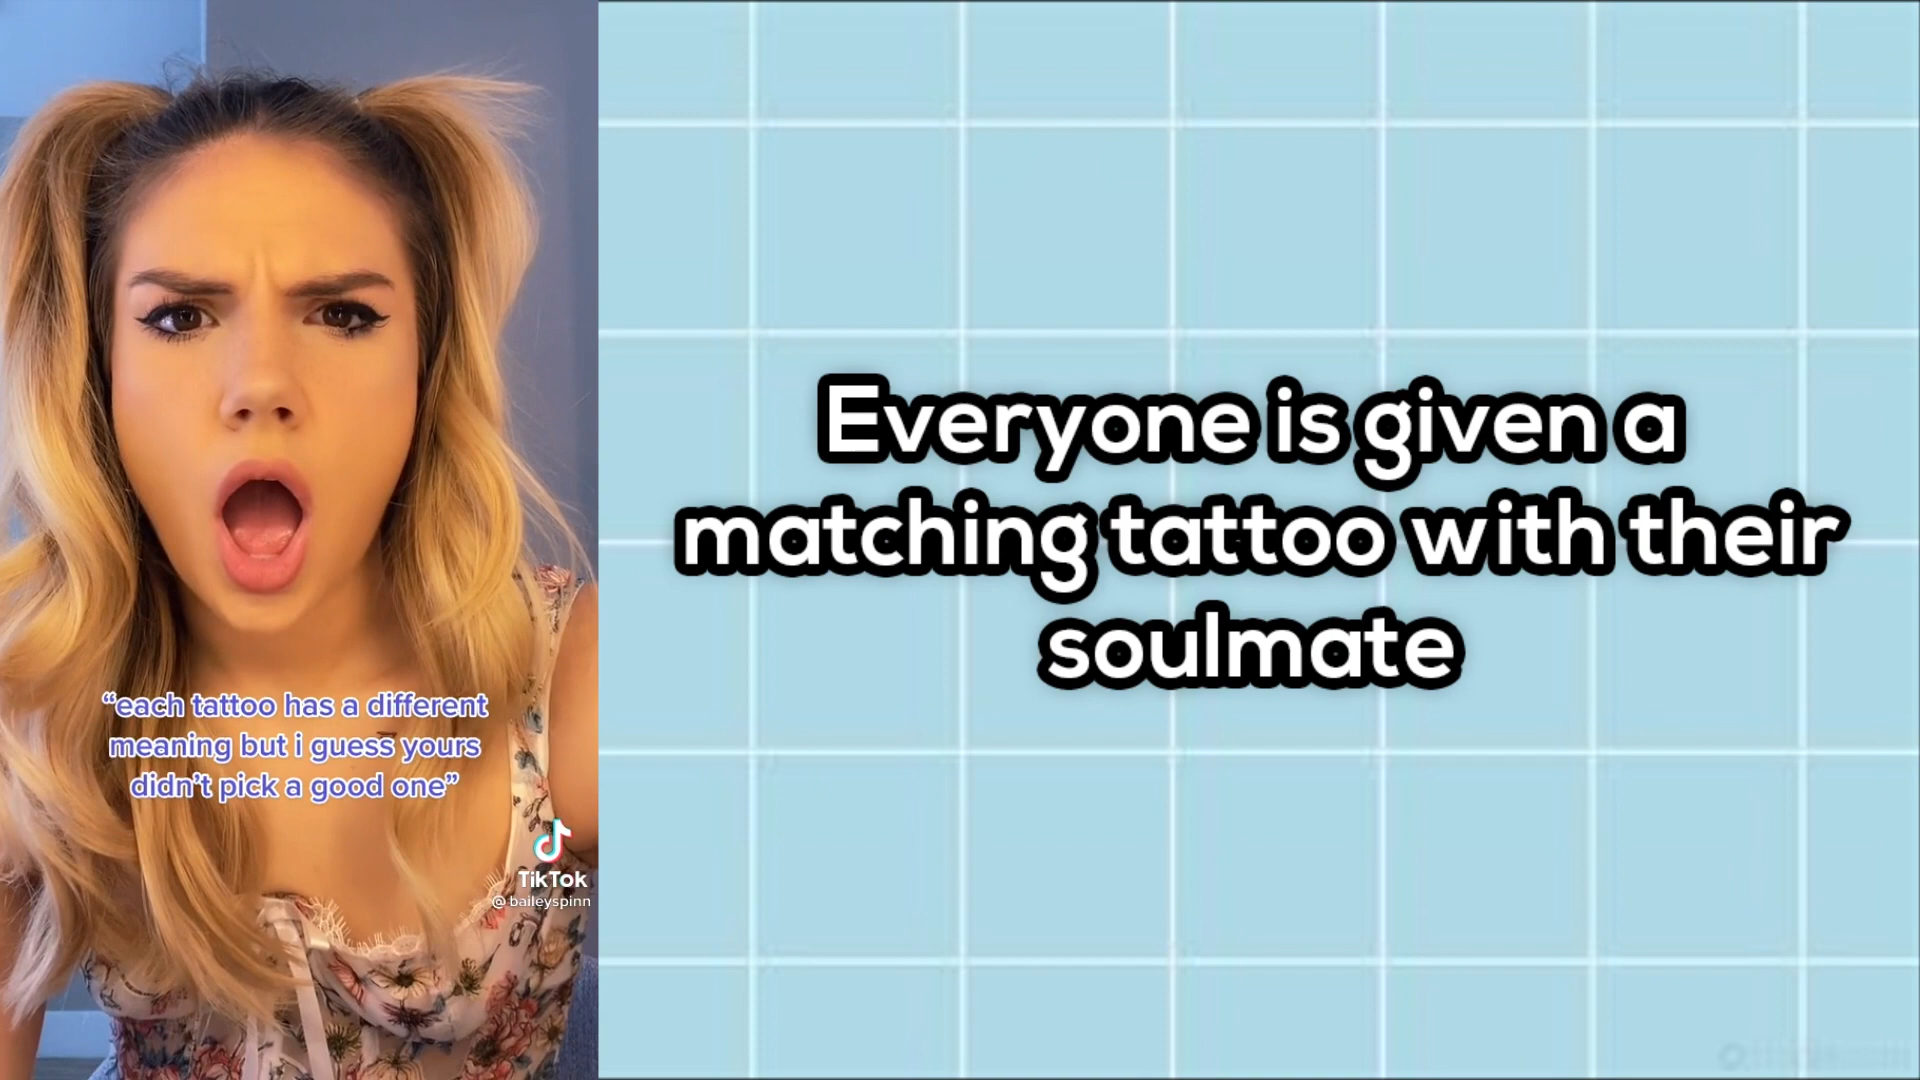 “each tattoo has a different
meaning but i guess yours
didn’t pick a good one”
TikTok
@baileyspinn
Everyone is given a
matching tattoo with their
soulmate